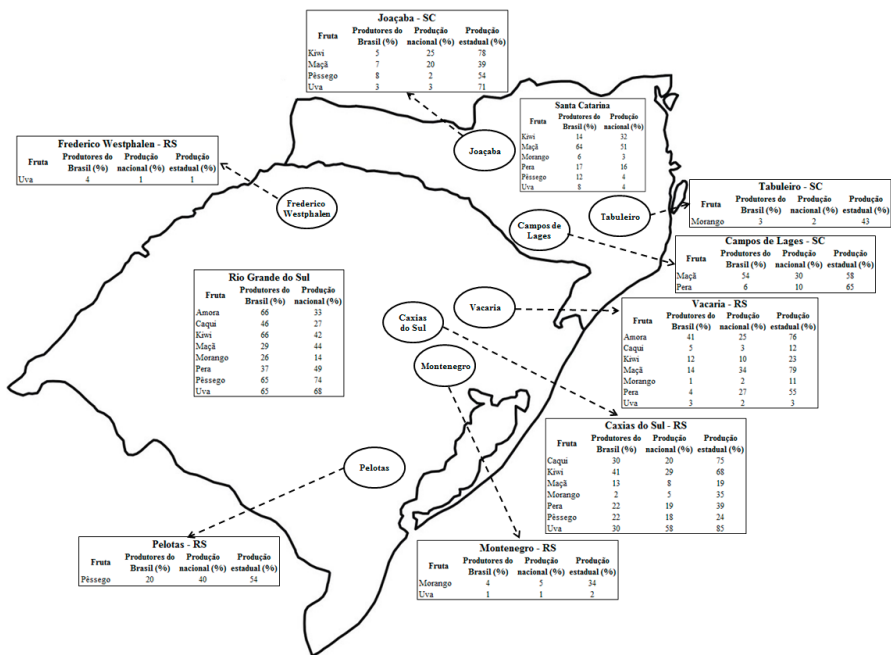 Joaçaba - SC
Fruta Produtores do Brasil (%) Produção nacional (%) Produção estadual (%)
Kiwi 5 25 78
Maçã 7 20 39
Pêssego 8 2 54
Uva 3 3 71
Santa Catarina
Fruta Produtores do Brasil (%) Produção nacional (%)
Kiwi 14 32
Maçã 64 51
Morango 6 3
Pera 17 16
Pêssego 12 4
Uva 8 4
Frederico Westphalen - RS
Fruta Produtores do Brasil (%) Produção nacional (%) Produção estadual (%)
Uva 4 1 1
Joaçaba
Frederico
Westphalen
Tabuleiro
Campos de
Lages
Tabuleiro - SC
Fruta Produtores do Brasil (%) Produção nacional (%) Produção estadual (%)
Morango 3 2 43
Campos de Lages - SC
Fruta Produtores do Brasil (%) Produção nacional (%) Produção estadual (%)
Maçã 54 30 58
Pera 6 10 65
Rio Grande do Sul
Fruta Produtores do Brasil (%) Produção nacional (%)
Amora 66 33
Caqui 46 27
Kiwi 66 42
Maçã 29 44
Morango 26 14
Pera 37 49
Pêssego 65 74
Uva 65 68
Vacaria
Caxias
do Sul
Montenegro
Pelotas
Vacaria - RS
Fruta Produtores do Brasil (%) Produção nacional (%) Produção estadual (%)
Amora 41 25 76
Caqui 5 3 12
Kiwi 12 10 23
Maçã 14 34 79
Morango 1 2 11
Pera 4 27 55
Uva 3 2 3
Caxias do Sul - RS
Fruta Produtores do Brasil (%) Produção nacional (%) Produção estadual (%)
Caqui 30 20 75
Kiwi 41 29 68
Maçã 13 8 19
Morango 2 5 35
Pera 22 19 39
Pêssego 22 18 24
Uva 30 58 85
Pelotas - RS
Fruta Produtores do Brasil (%) Produção nacional (%) Produção estadual (%)
Pêssego 20 40 54
Montenegro - RS
Fruta Produtores do Brasil (%) Produção nacional (%) Produção estadual (%)
Morango 4 5 34
Uva 1 1 2